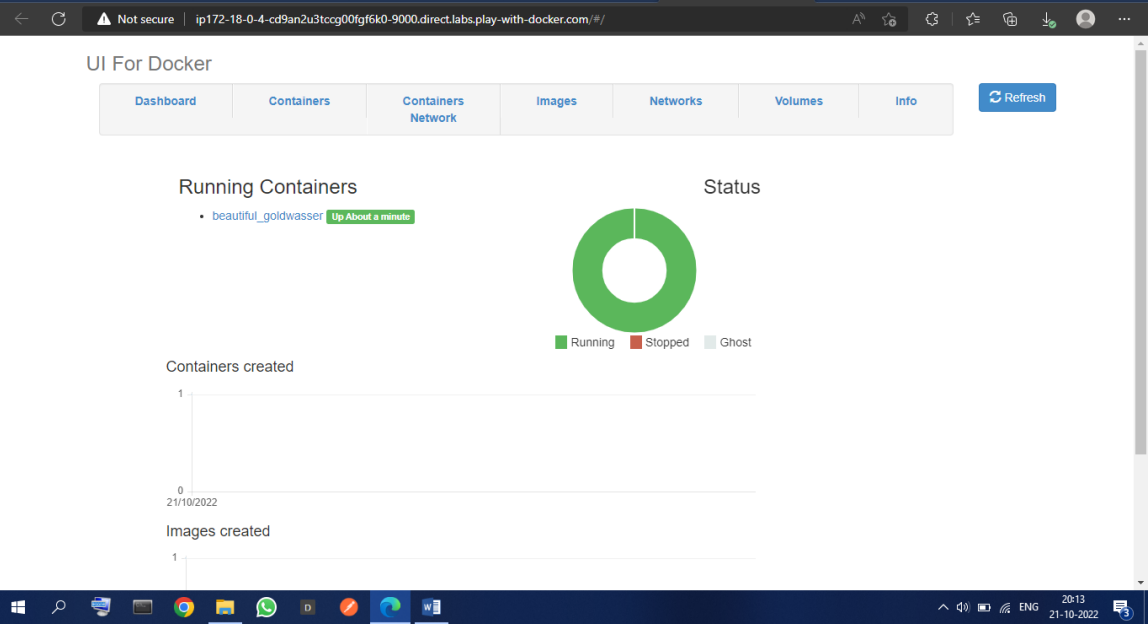 Not secure | ip172-18-0-4-cd9an2u3tccg00fgf6k0-9000.direct.labs.play-with-docker.com/#/
UI For Docker
Dashboard Containers Containers Network Images Networks Volumes Info Refresh
Running Containers
Status
• beautiful_goldwasser Up About a minute
Running Stopped Ghost
Containers created
1
0
21/10/2022
Images created
1
D
W
ENG
20:13
21-10-2022
3